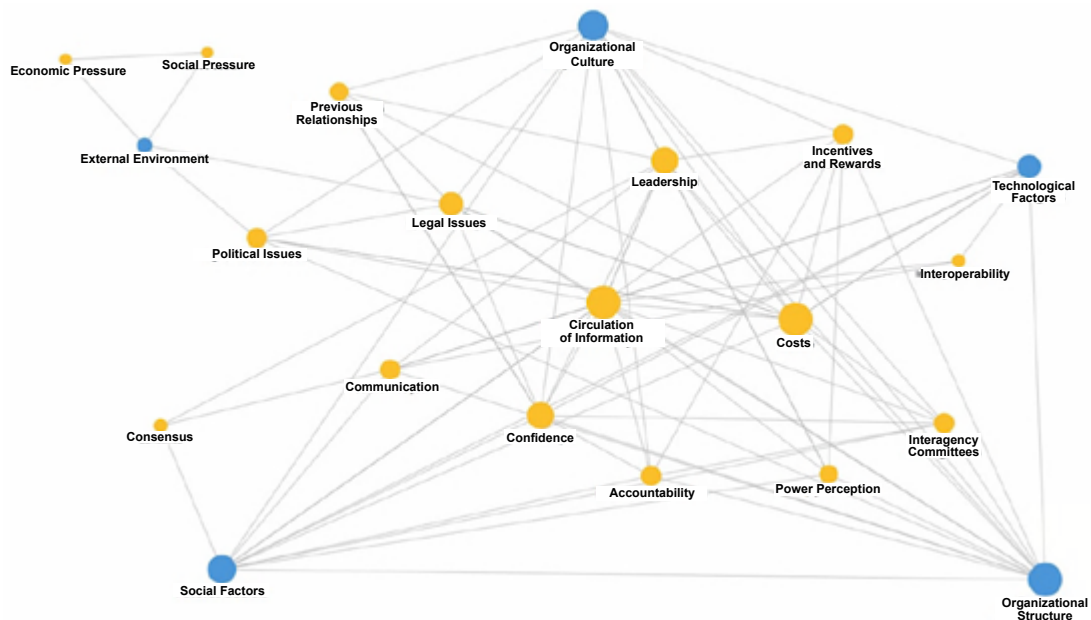 Organizational
Culture
Economic Pressure
Social Pressure
Previous
Relationships
External Environment
Incentives
and Rewards
Leadership
Technological
Factors
Legal Issues
Political Issues
Interoperability
Circulation
of Information
Costs
Communication
Consensus
Confidence
Interagency
Committees
Accountability
Power Perception
Social Factors
Organizational
Structure